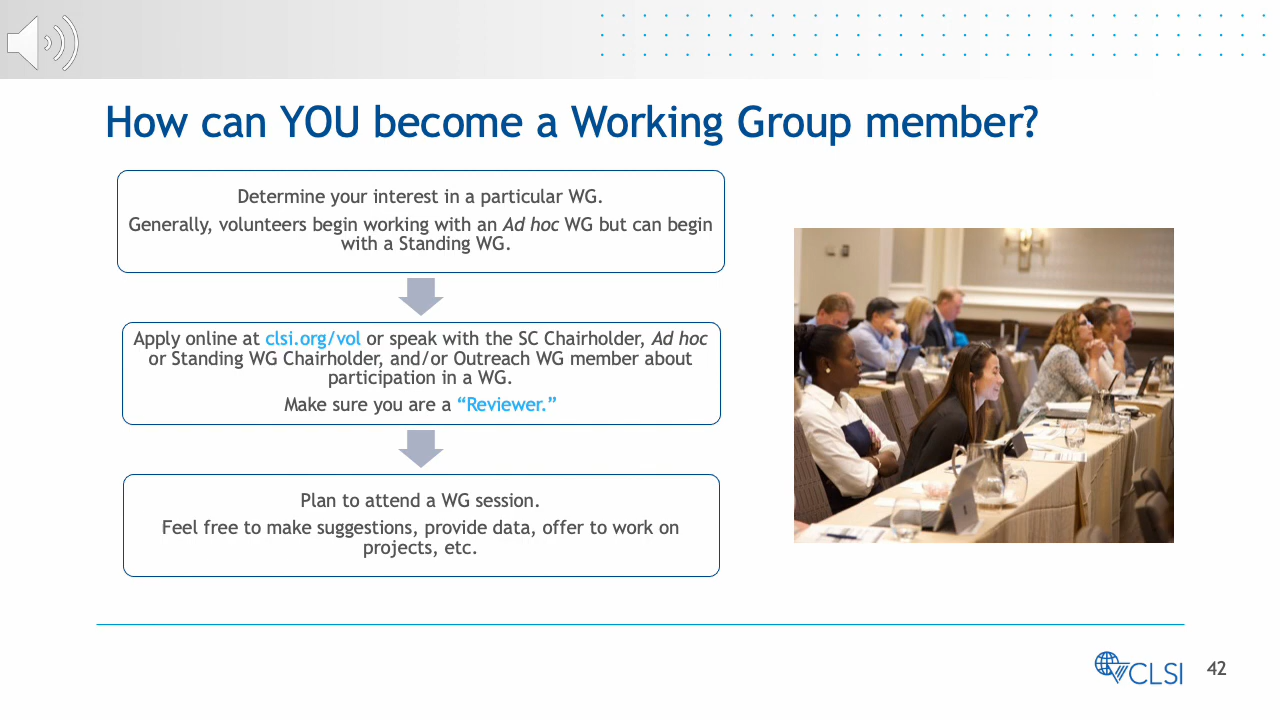 How can YOU become a Working Group member?
Determine your interest in a particular WG.
Generally, volunteers begin working with an Ad hoc WG but can begin
with a Standing WG.
Apply online at clsi.org/vol or speak with the SC Chairholder, Ad hoc
or Standing WG Chairholder, and/or Outreach WG member about
participation in a WG.
Make sure you are a “Reviewer.”
Plan to attend a WG session.
Feel free to make suggestions, provide data, offer to work on
projects, etc.
CLSI
42